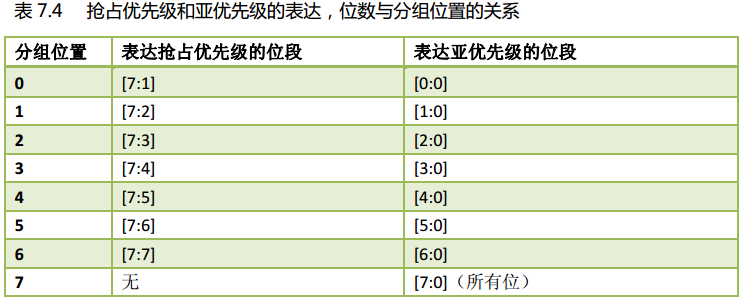 表 7.4 抢占优先级和亚优先级的表达，位数与分组位置的关系
分组位置 表达抢占优先级的位段 表达亚优先级的位段
0 [7:1] [0:0]
1 [7:2] [1:0]
2 [7:3] [2:0]
3 [7:4] [3:0]
4 [7:5] [4:0]
5 [7:6] [5:0]
6 [7:7] [6:0]
7 无 [7:0]（所有位）